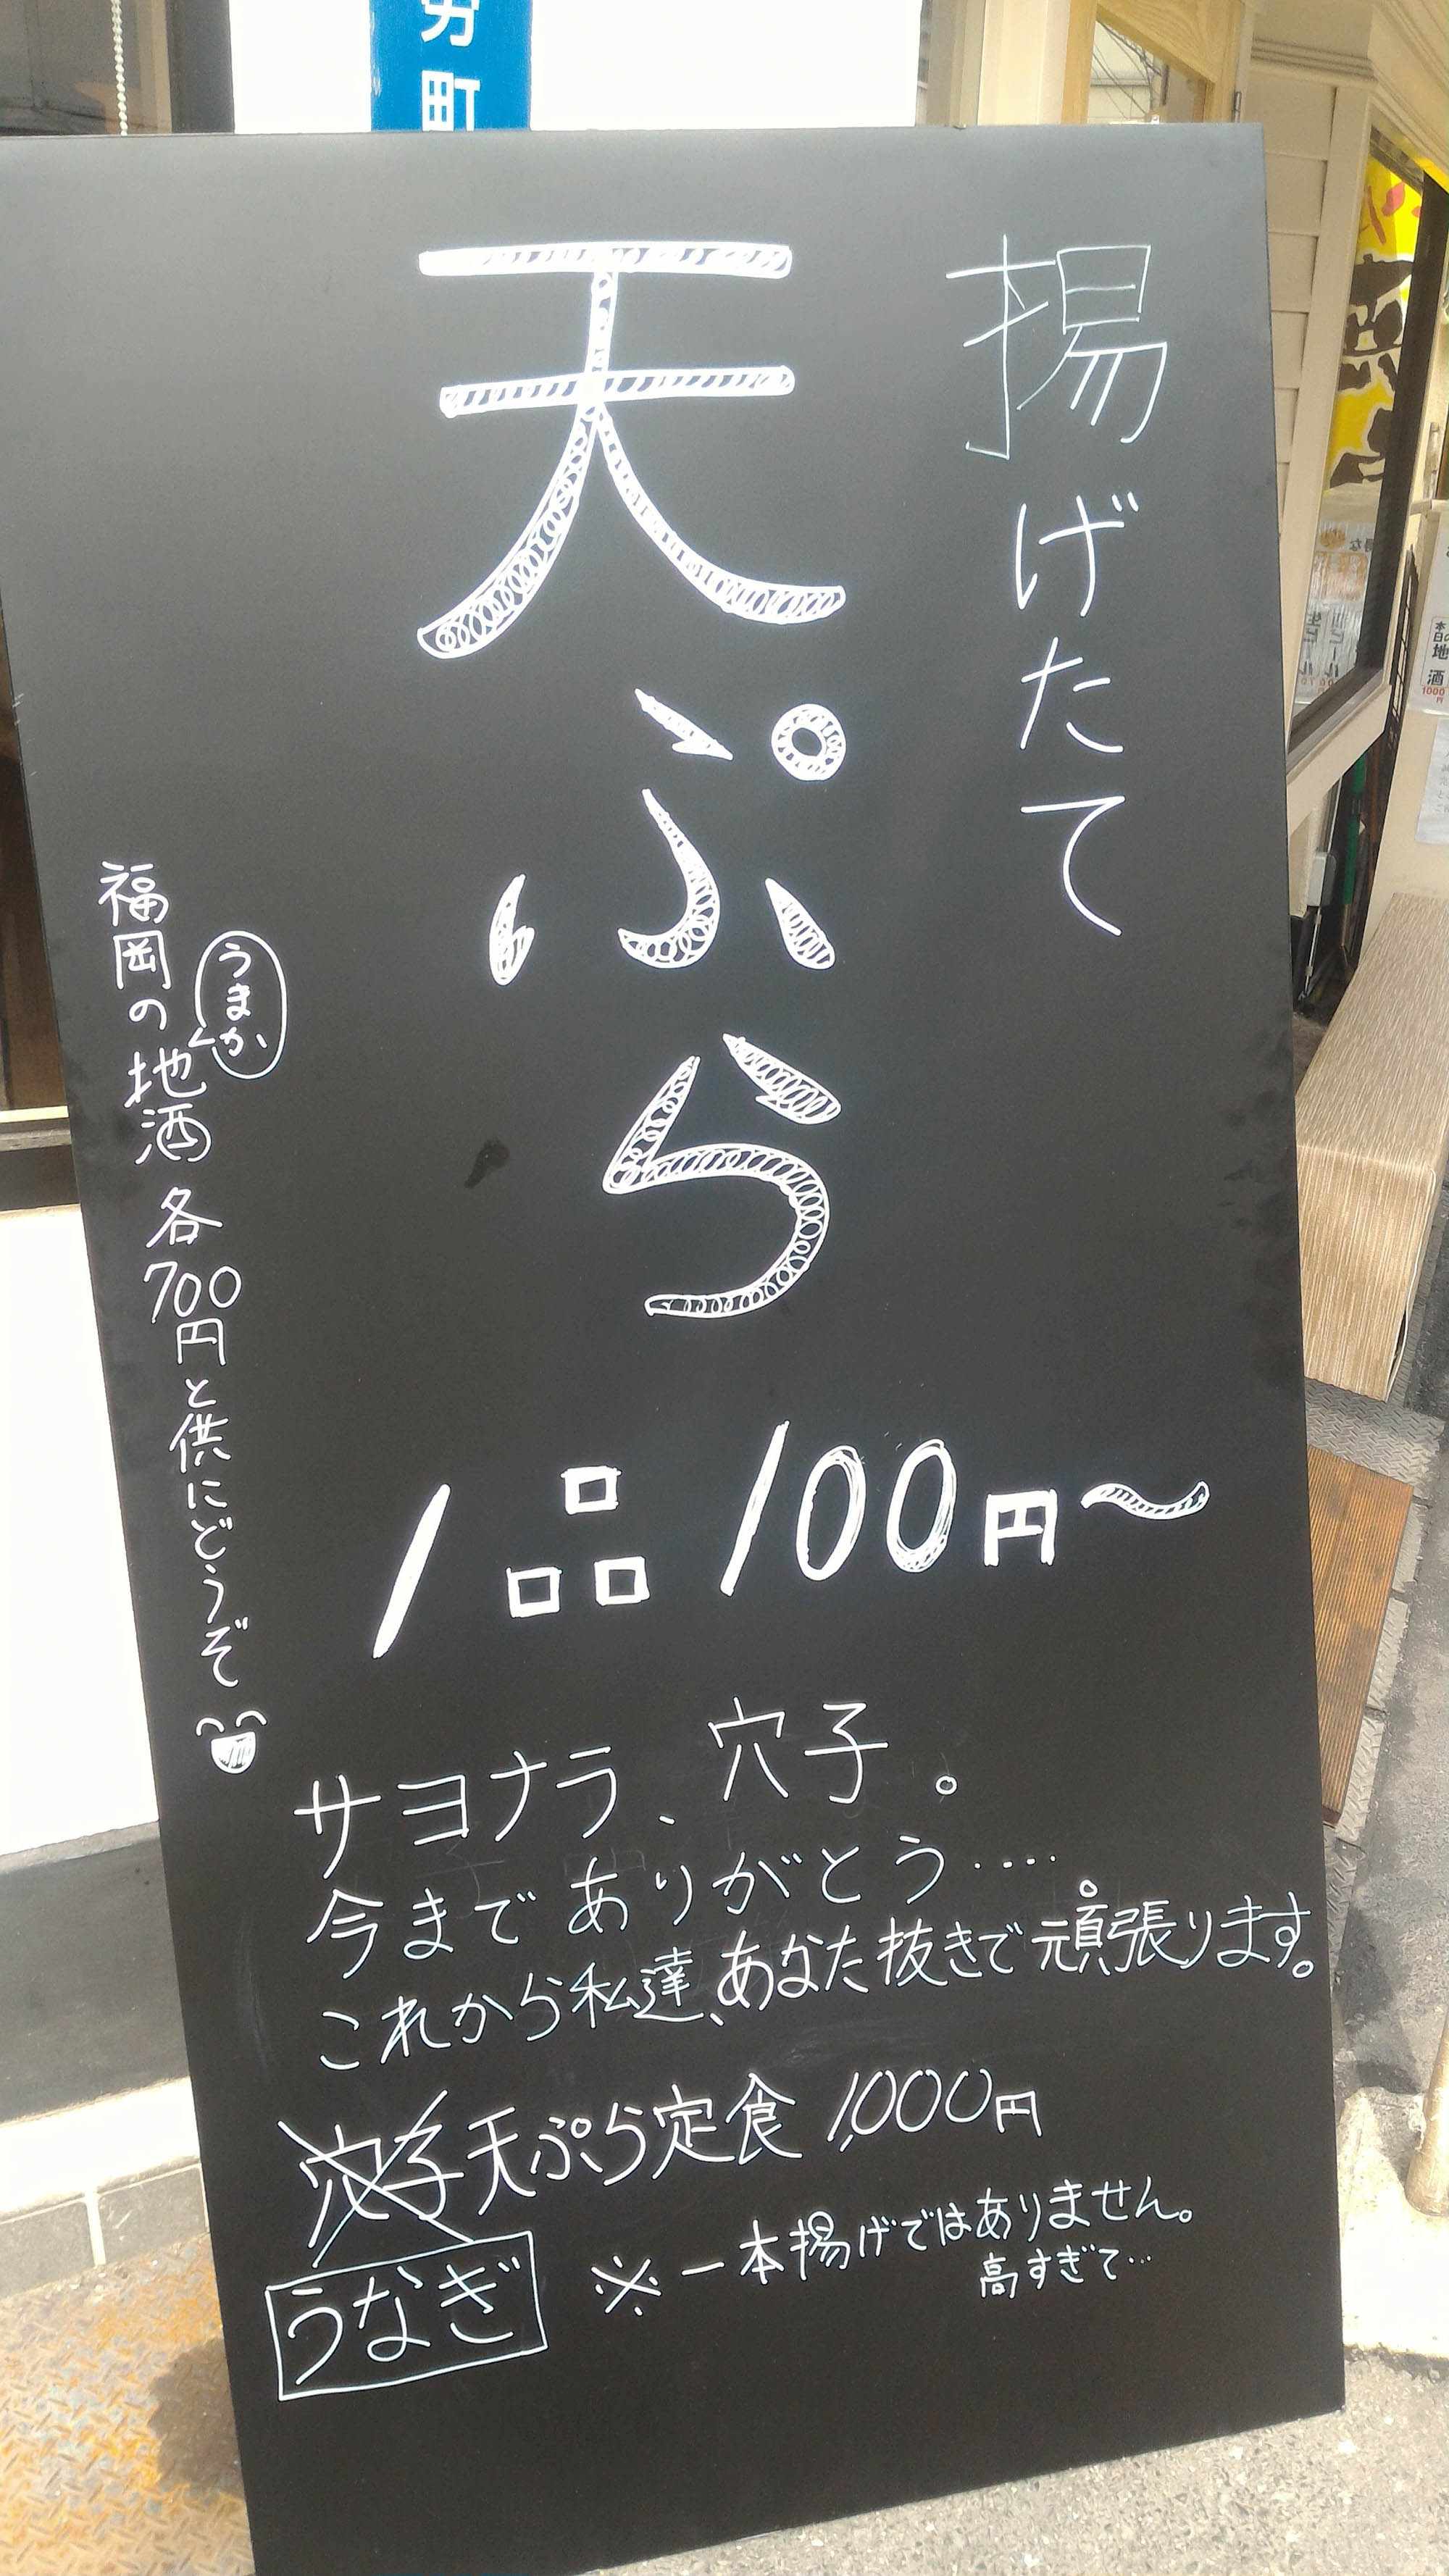 町
揚げたて
天ぷら
1品100円〜
うまか
福岡の地酒 各700円と供にどうぞ
サヨナラ、穴子。
今までありがとう····
これから私達、あなた抜きで頑張ります。
穴子天ぷら定食 1,000円
うなぎ
※一本揚げではありません。
高すぎて…
本日の地酒
1000円